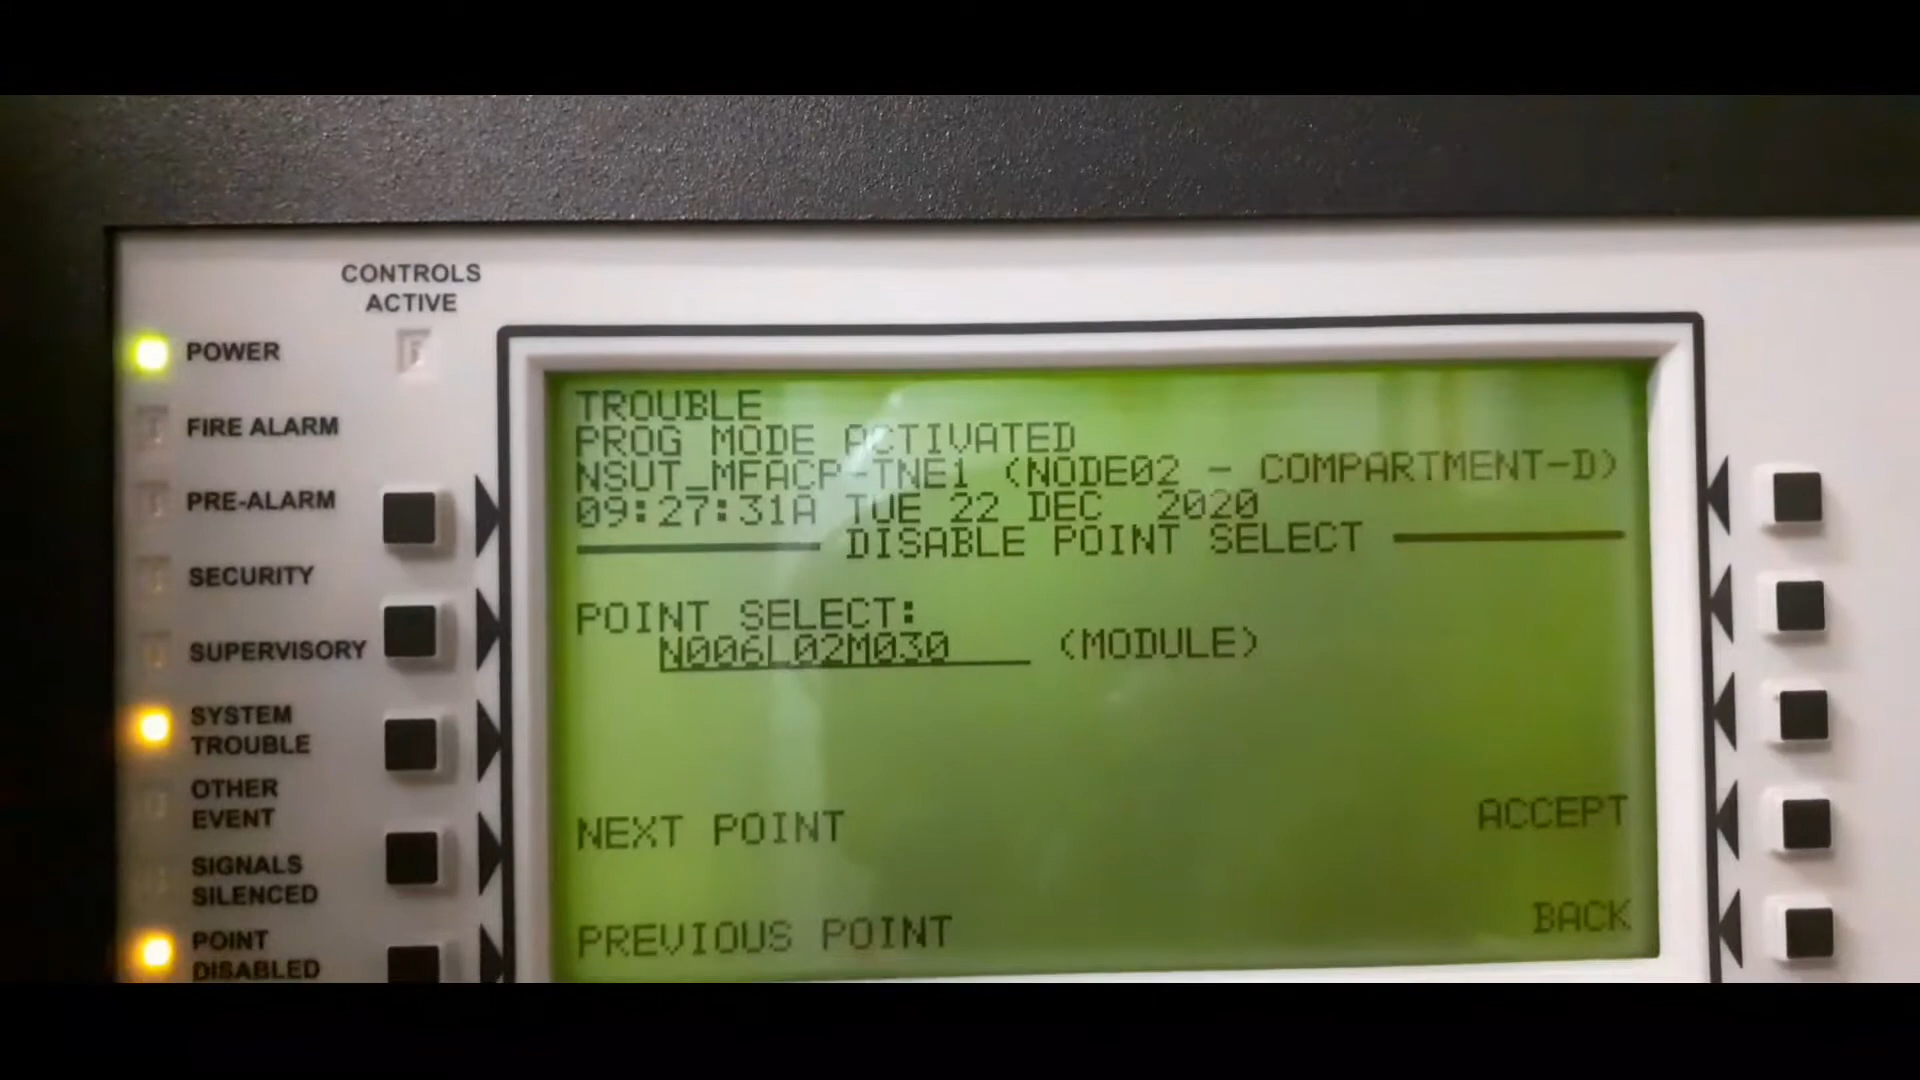 CONTROLS
ACTIVE
POWER
FIRE ALARM
PRE-ALARM
SECURITY
SUPERVISORY
SYSTEM
TROUBLE
OTHER
EVENT
SIGNALS
SILENCED
POINT
DISABLED
TROUBLE
PROG MODE ACTIVATED
NSUT_MFACP-TNE1 (NODE02 - COMPARTMENT-D)
09:27:31A TUE 22 DEC 2020
DISABLE POINT SELECT
POINT SELECT:
N006L02M030 (MODULE)
NEXT POINT
ACCEPT
PREVIOUS POINT
BACK